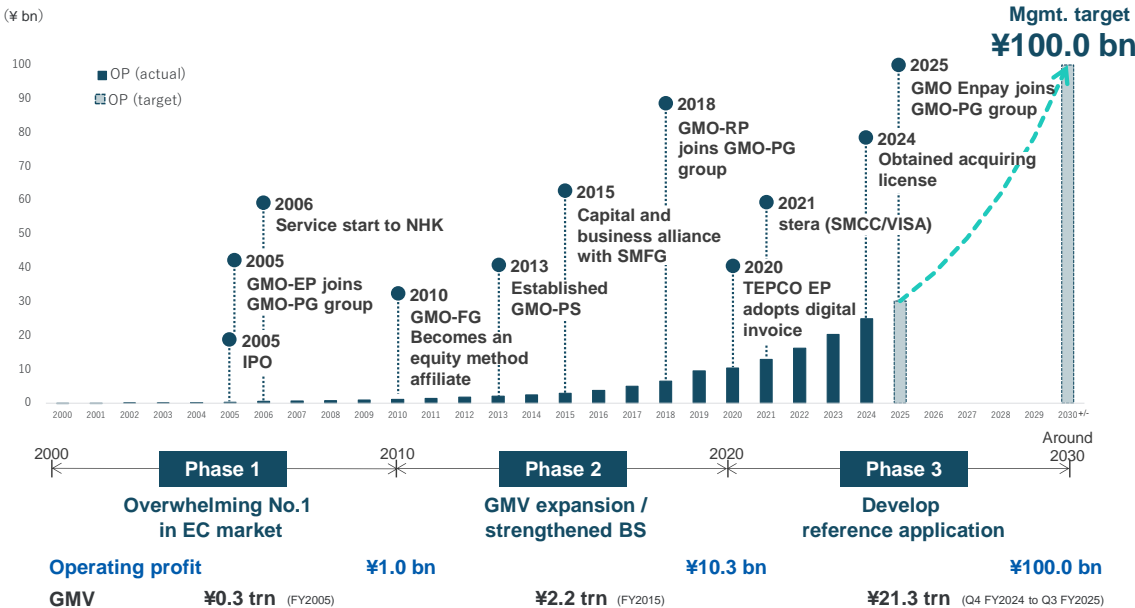 (¥ bn)
Mgmt. target
¥100.0 bn
100
90
80
70
60
50
40
30
20
10
0
OP (actual)
OP (target)
2005
IPO
2005
GMO-EP joins
GMO-PG group
2006
Service start to NHK
2010
GMO-FG
Becomes an
equity method
affiliate
2013
Established
GMO-PS
2015
Capital and
business alliance
with SMFG
2018
GMO-RP
joins GMO-PG
group
2020
TEPCO EP
adopts digital
invoice
2021
stera (SMCC/VISA)
2024
Obtained acquiring
license
2025
GMO Enpay joins
GMO-PG group
2000 2001 2002 2003 2004 2005 2006 2007 2008 2009 2010 2011 2012 2013 2014 2015 2016 2017 2018 2019 2020 2021 2022 2023 2024 2025 2026 2027 2028 2029 2030 +/-
2000 2010 2020 Around
2030
Phase 1 Phase 2 Phase 3
Overwhelming No.1
in EC market
GMV expansion /
strengthened BS
Develop
reference application
Operating profit ¥1.0 bn ¥10.3 bn ¥100.0 bn
GMV ¥0.3 trn (FY2005) ¥2.2 trn (FY2015) ¥21.3 trn (Q4 FY2024 to Q3 FY2025)